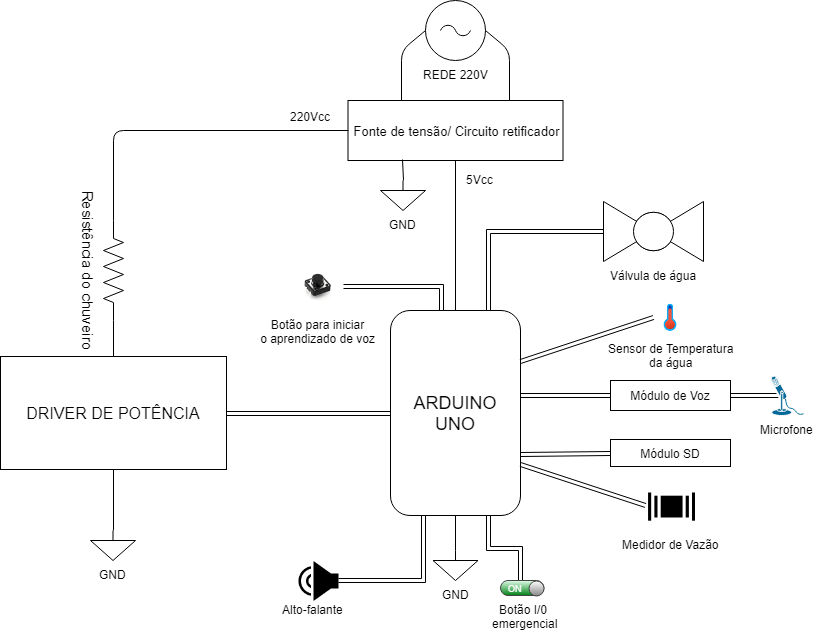 REDE 220V
220Vcc
Fonte de tensão/ Circuito retificador
5Vcc
GND
Resistência do chuveiro
Válvula de água
Botão para iniciar
o aprendizado de voz
Sensor de Temperatura
da água
DRIVER DE POTÊNCIA
ARDUINO
UNO
Módulo de Voz
Microfone
Módulo SD
Medidor de Vazão
GND
ON
GND
Alto-falante
Botão I/0
emergencial